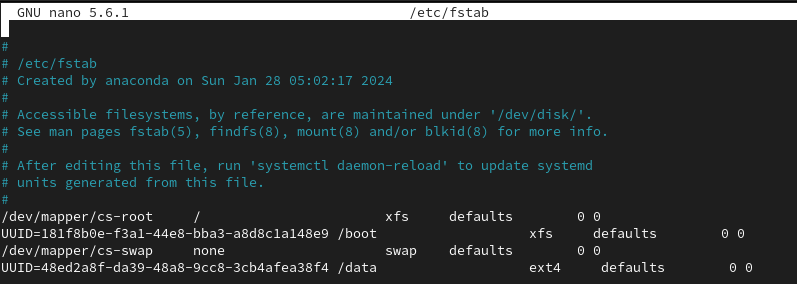 GNU nano 5.6.1 /etc/fstab
#
# /etc/fstab
# Created by anaconda on Sun Jan 28 05:02:17 2024
#
# Accessible filesystems, by reference, are maintained under '/dev/disk/'.
# See man pages fstab(5), findfs(8), mount(8) and/or blkid(8) for more info.
#
# After editing this file, run 'systemctl daemon-reload' to update systemd
# units generated from this file.
#
/dev/mapper/cs-root / xfs defaults 0 0
UUID=181f8b0e-f3a1-44e8-bba3-a8d8c1a148e9 /boot xfs defaults 0 0
/dev/mapper/cs-swap none swap defaults 0 0
UUID=48ed2a8f-da39-48a8-9cc8-3cb4afea38f4 /data ext4 defaults 0 0